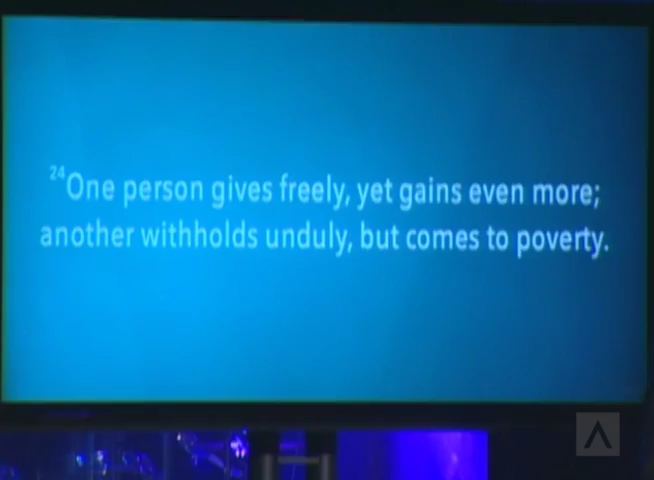 24One person gives freely, yet gains even more;
another withholds unduly, but comes to poverty.